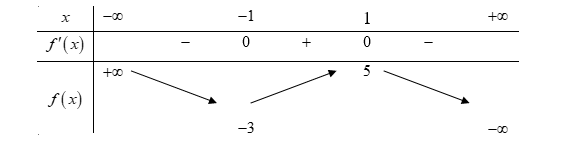 x −∞ −1 1 +∞
f′(x) − 0 + 0 −
+∞ 5
f(x)
−3 −∞